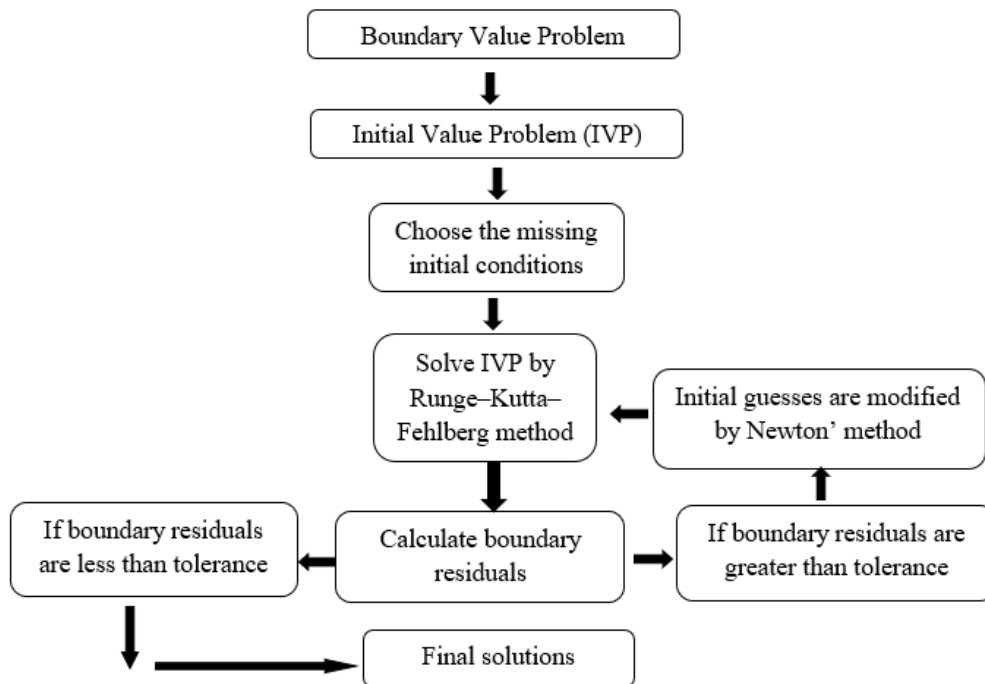 Boundary Value Problem
Initial Value Problem (IVP)
Choose the missing
initial conditions
Solve IVP by
Runge–Kutta–
Fehlberg method
Initial guesses are modified
by Newton’ method
If boundary residuals
are less than tolerance
Calculate boundary
residuals
If boundary residuals are
greater than tolerance
Final solutions